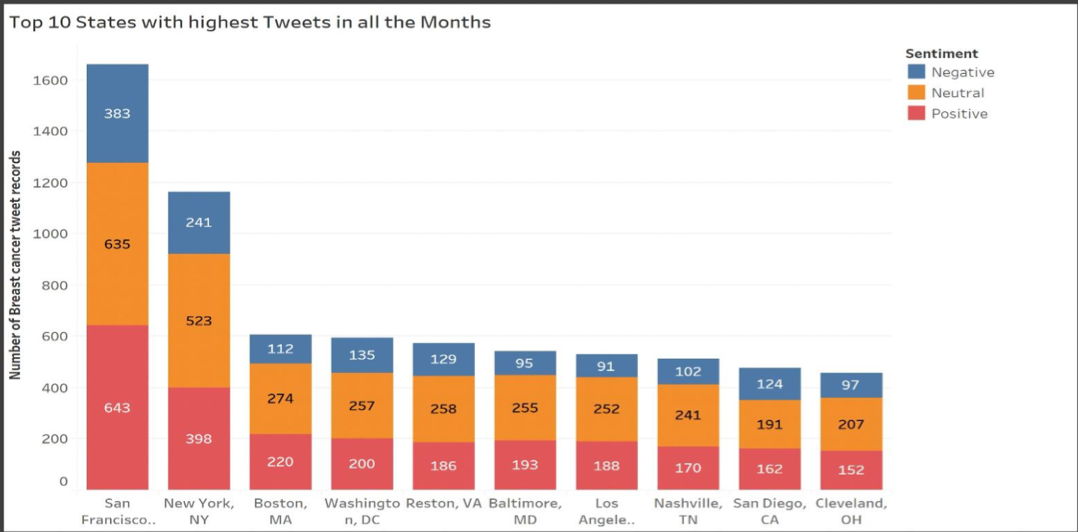 Top 10 States with highest Tweets in all the Months
Sentiment
Negative
Neutral
Positive
Number of Breast cancer tweet records
1600
1400
1200
1000
800
600
400
200
0
383
635
643
241
523
398
112
274
220
135
257
200
129
258
186
95
255
193
91
252
188
102
241
170
124
191
162
97
207
152
San
Francisco..
New York,
NY
Boston,
MA
Washingto
n, DC
Reston, VA
Baltimore,
MD
Los
Angele..
Nashville,
TN
San Diego,
CA
Cleveland,
OH